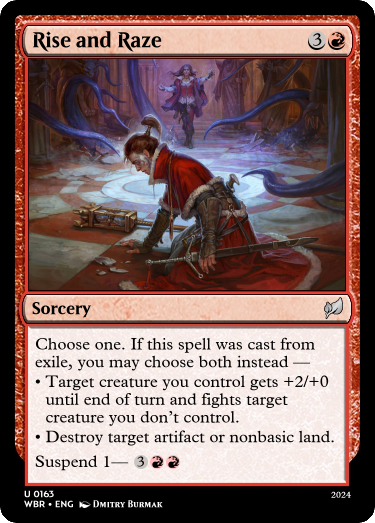 Rise and Raze 3R
Sorcery
Choose one. If this spell was cast from
exile, you may choose both instead —
• Target creature you control gets +2/+0
until end of turn and fights target
creature you don't control.
• Destroy target artifact or nonbasic land.
Suspend 1— 3RR
U 0163 2024
WBR • ENG Dmitry Burmak